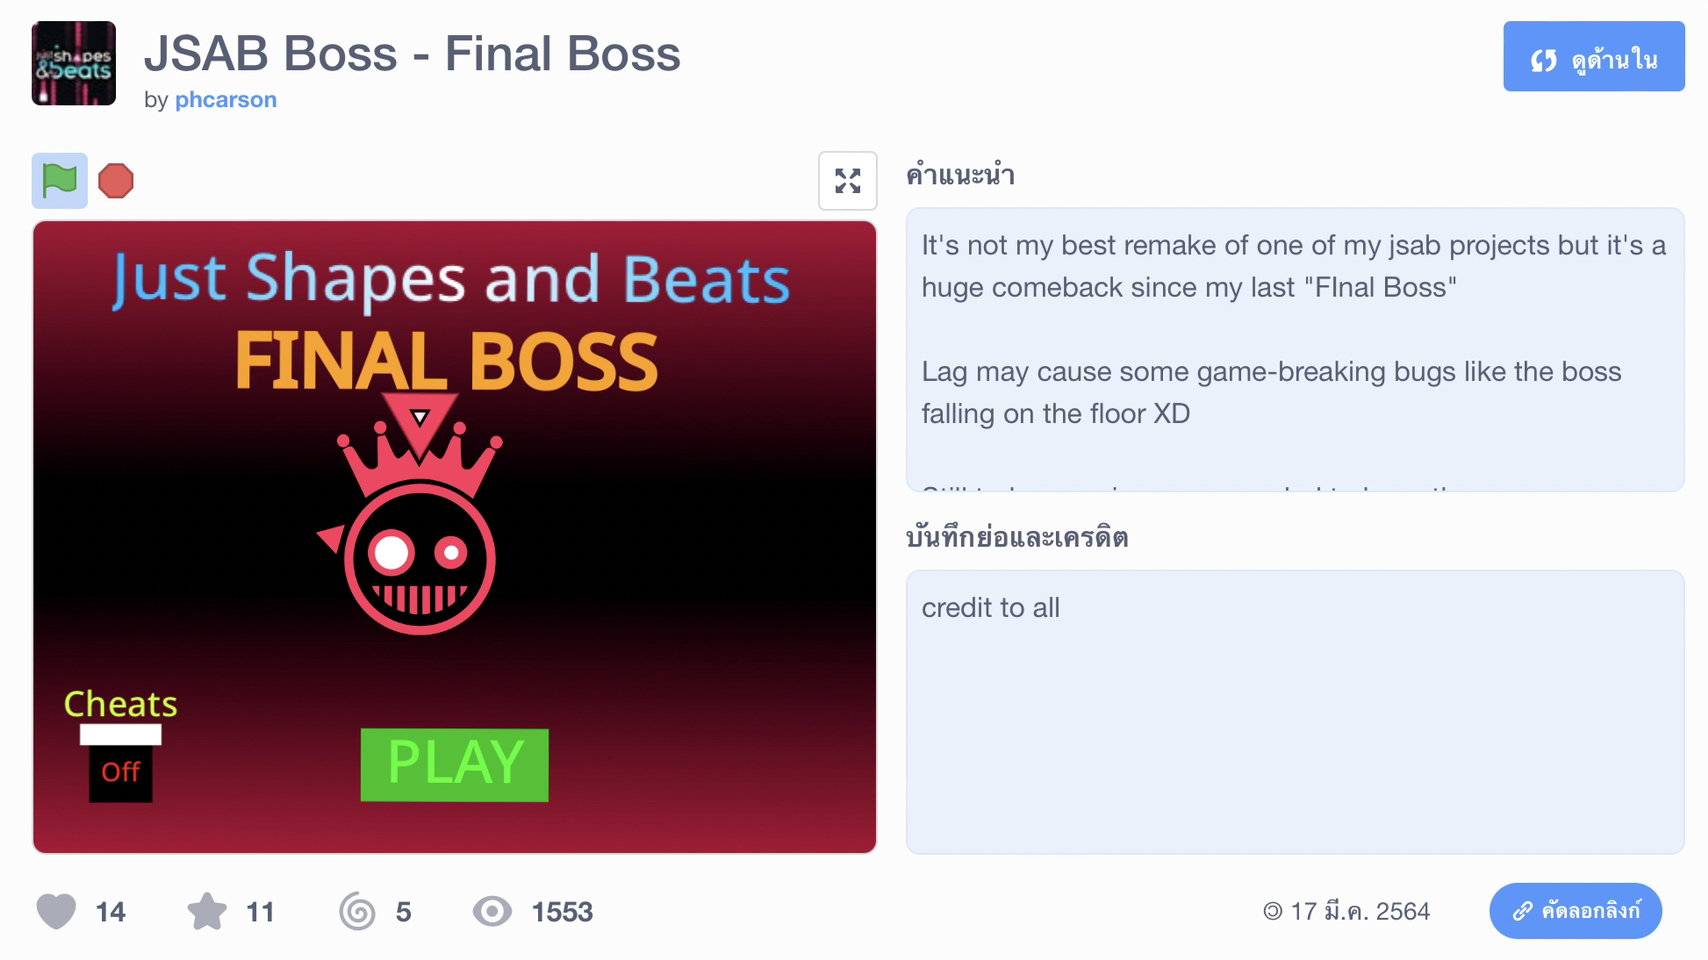 just shapes
&beats
JSAB Boss - Final Boss
by phcarson
ดูด้านใน
คำแนะนำ
It's not my best remake of one of my jsab projects but it's a
huge comeback since my last "FInal Boss"
Lag may cause some game-breaking bugs like the boss
falling on the floor XD
บันทึกย่อและเครดิต
credit to all
Just Shapes and Beats
FINAL BOSS
Cheats
Off
PLAY
14
11
5
1553
17 มี.ค. 2564
คัดลอกลิงก์